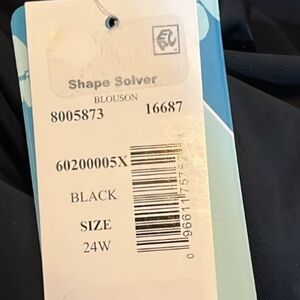 Shape Solver
BLOUSON
8005873 16687
60200005X
BLACK
SIZE
24W